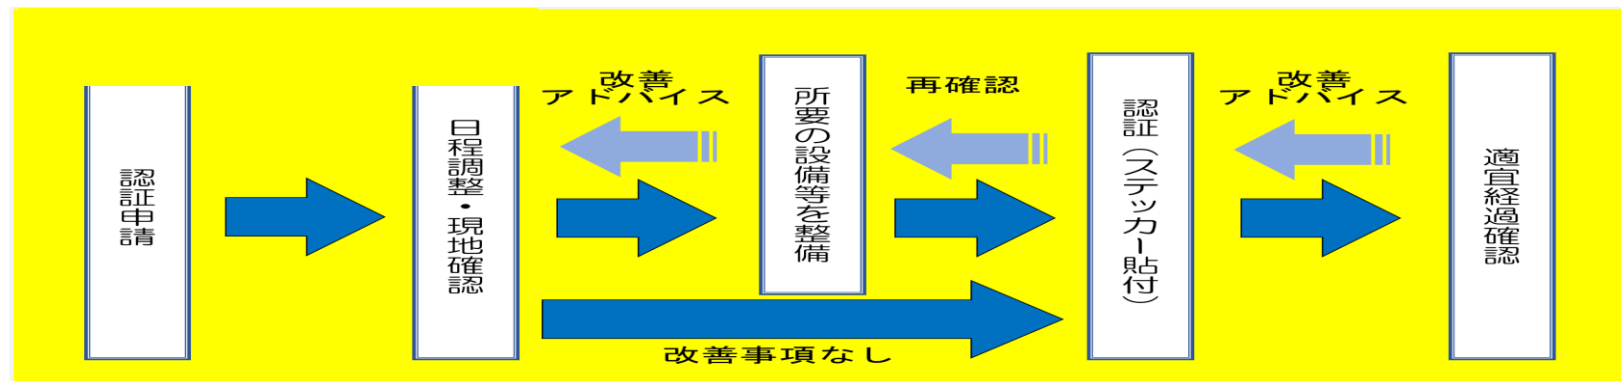 認証申請
日程調整・現地確認
改善
アドバイス
所要の設備等を整備
再確認
認証(ステッカー貼付)
改善
アドバイス
適宜経過確認
改善事項なし